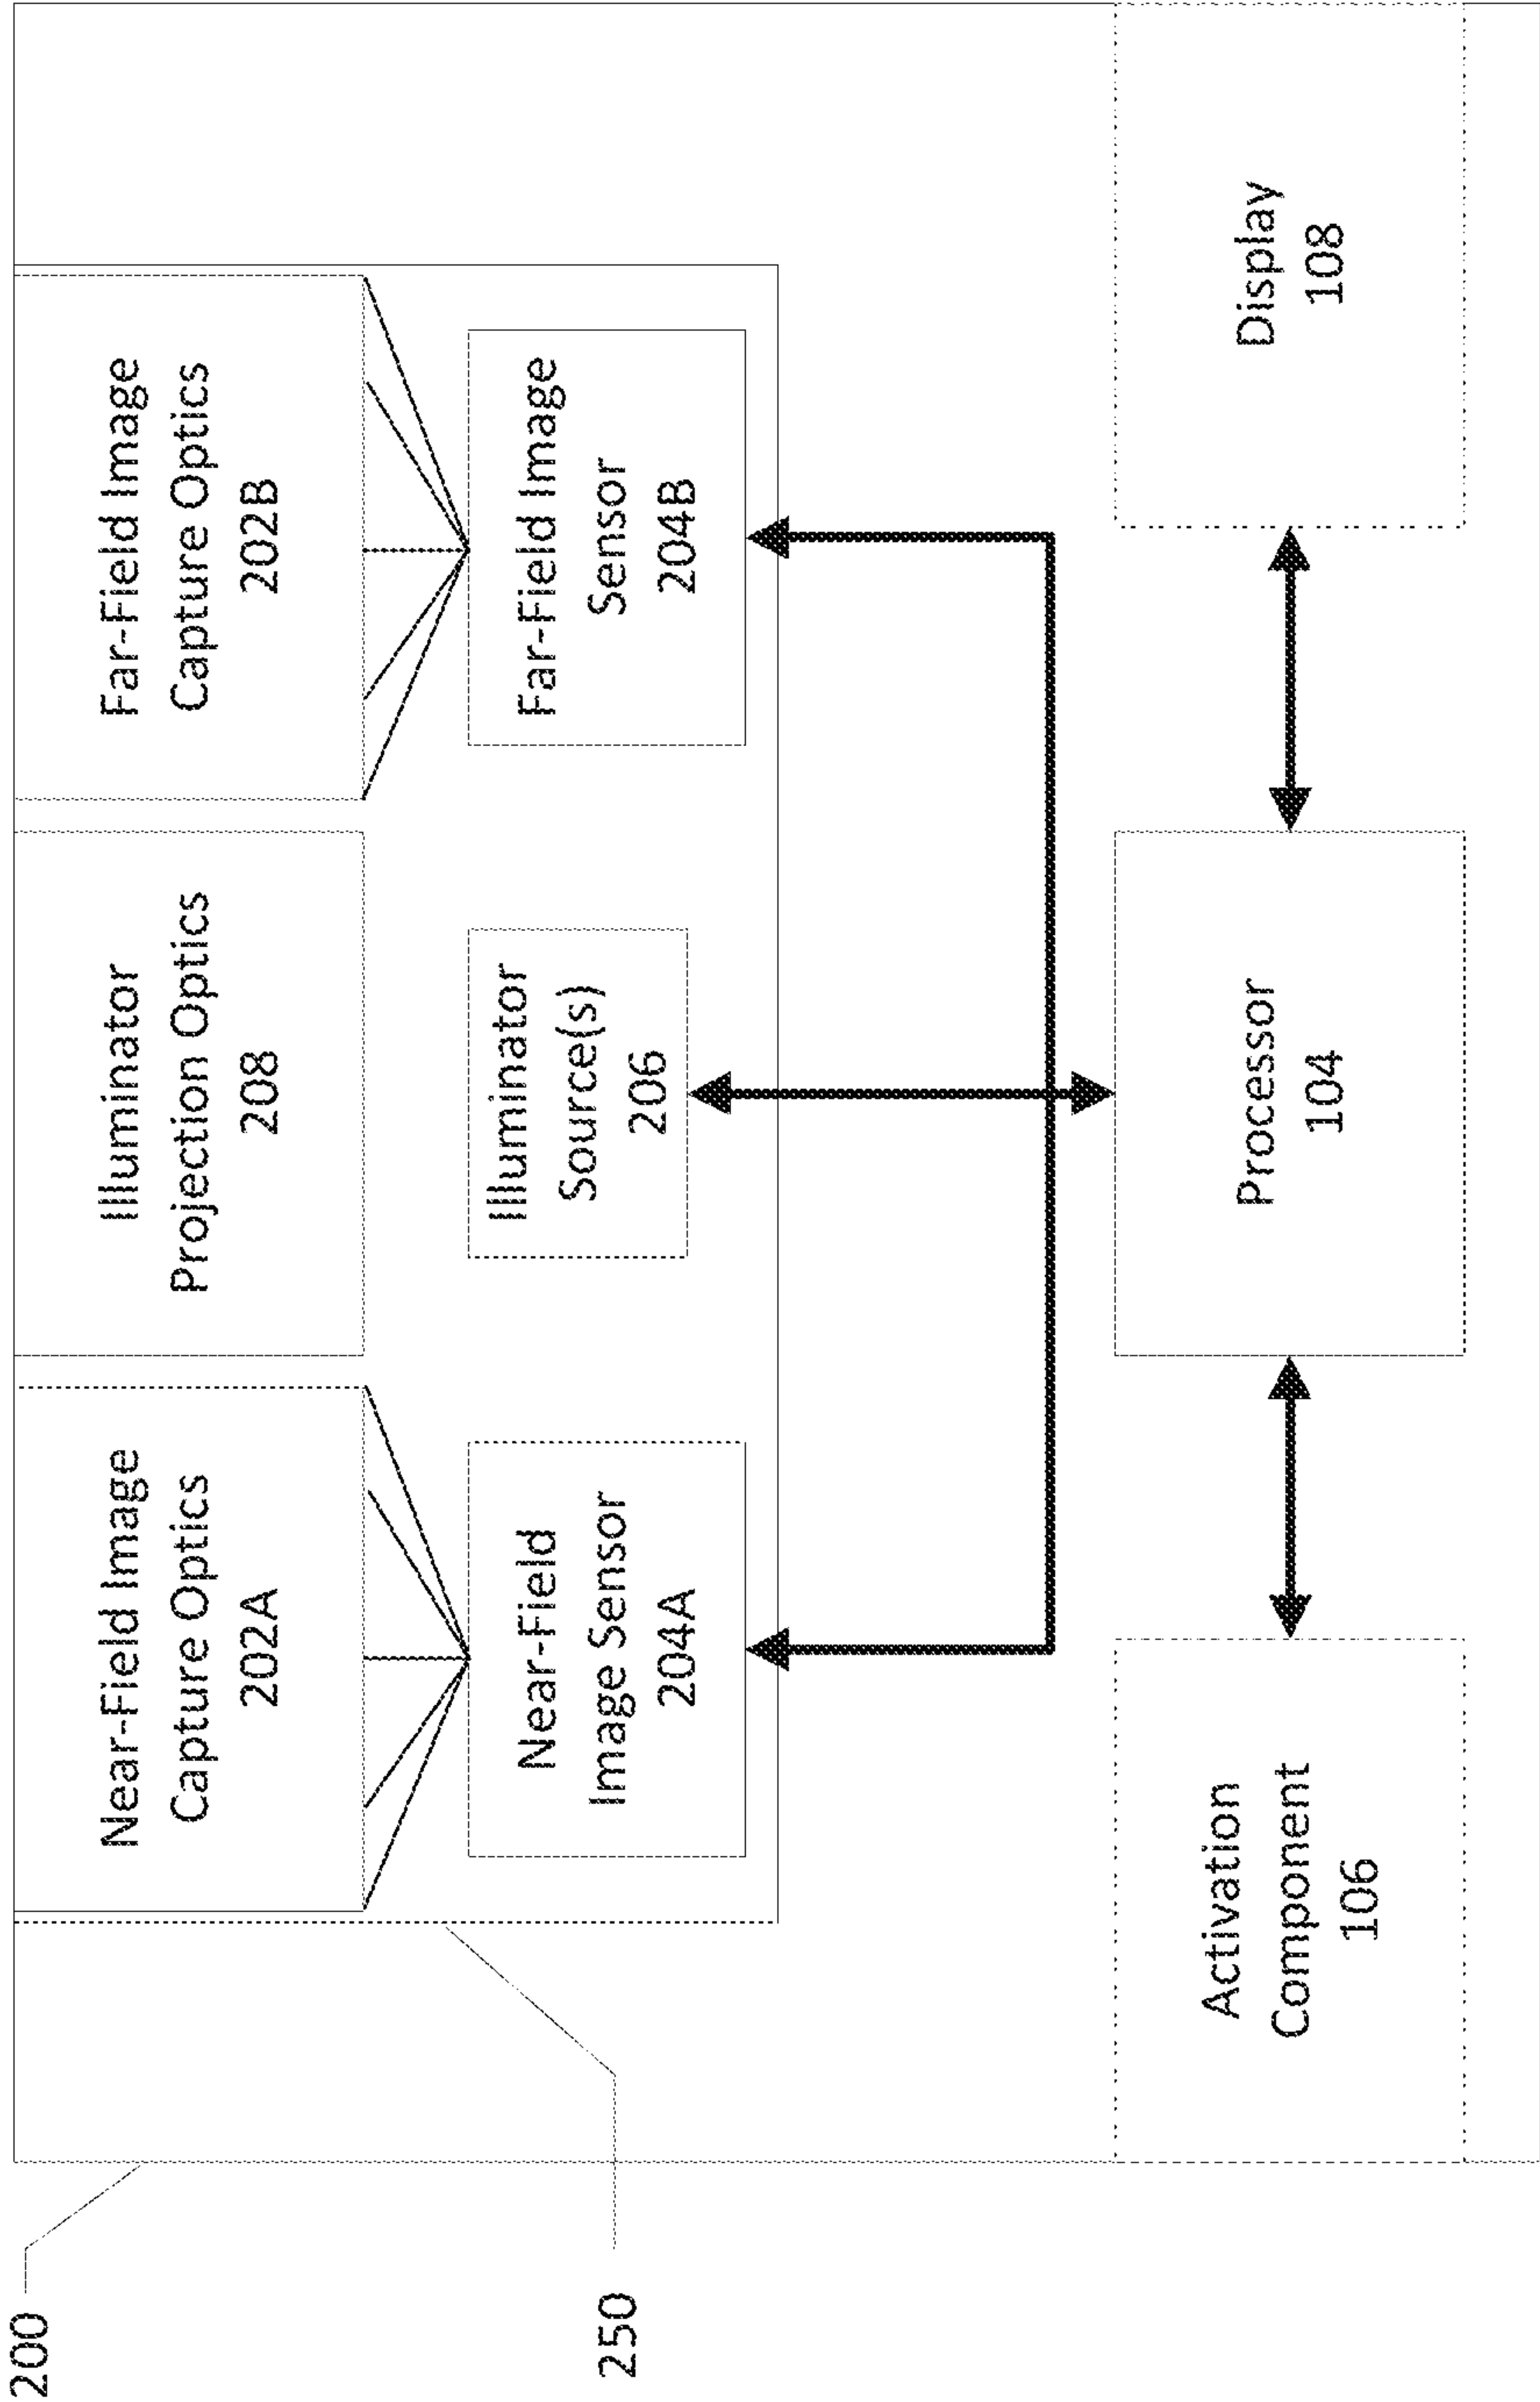 200
250
Near-Field Image
Capture Optics
202A
Illuminator
Projection Optics
208
Far-Field Image
Capture Optics
202B
Near-Field
Image Sensor
204A
Illuminator
Source(s)
206
Far-Field Image
Sensor
204B
Activation
Component
106
Processor
104
Display
108